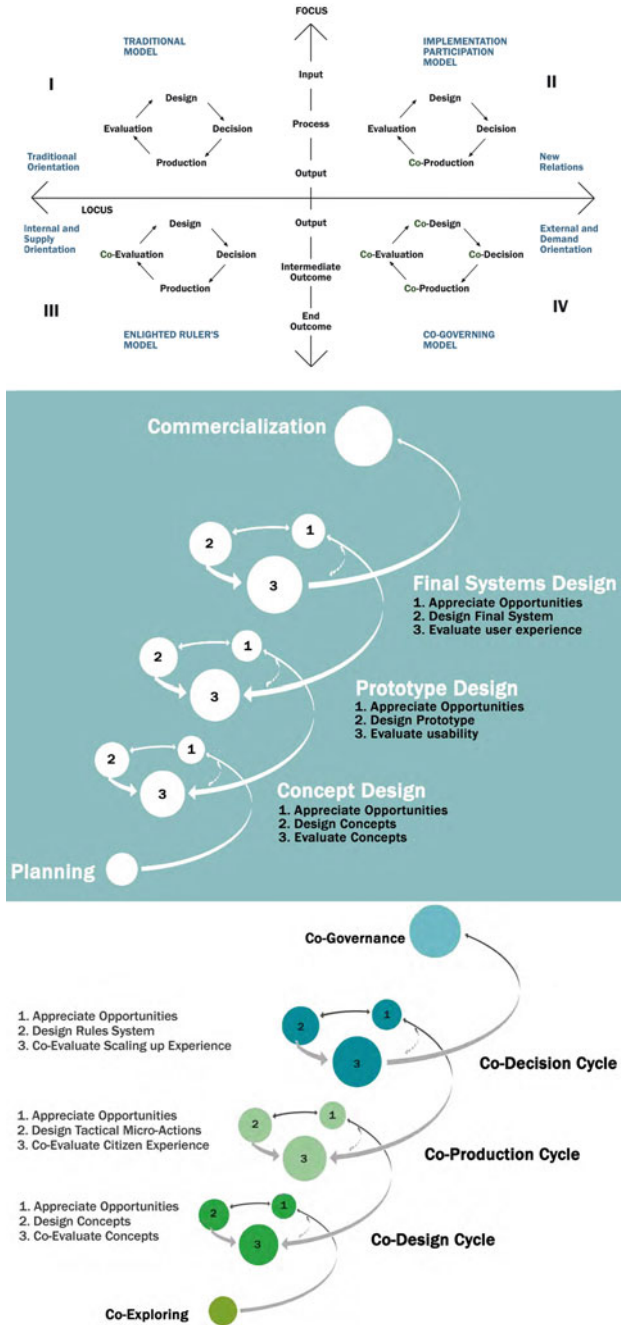 FOCUS
TRADITIONAL
MODEL
IMPLEMENTATION
PARTICIPATION
MODEL
I
Input
II
Design
Design
Evaluation
Decision
Process
Evaluation
Decision
Production
Co-Production
Traditional
Orientation
Output
New
Relations
LOCUS
Internal and
Supply
Orientation
Output
External and
Demand
Orientation
Design
Co-Design
Co-Evaluation
Decision
Intermediate
Outcome
Co-Evaluation
Co-Decision
Production
Co-Production
III
End
Outcome
IV
ENLIGHTED RULER'S
MODEL
CO-GOVERNING
MODEL
Commercialization
1
2
3
Final Systems Design
1. Appreciate Opportunities
2. Design Final System
3. Evaluate user experience
1
2
3
Prototype Design
1. Appreciate Opportunities
2. Design Prototype
3. Evaluate usability
1
2
3
Concept Design
1. Appreciate Opportunities
2. Design Concepts
3. Evaluate Concepts
Planning
Co-Governance
1. Appreciate Opportunities
2. Design Rules System
3. Co-Evaluate Scaling up Experience
1
2
3
Co-Decision Cycle
1. Appreciate Opportunities
2. Design Tactical Micro-Actions
3. Co-Evaluate Citizen Experience
1
2
3
Co-Production Cycle
1. Appreciate Opportunities
2. Design Concepts
3. Co-Evaluate Concepts
1
2
3
Co-Design Cycle
Co-Exploring